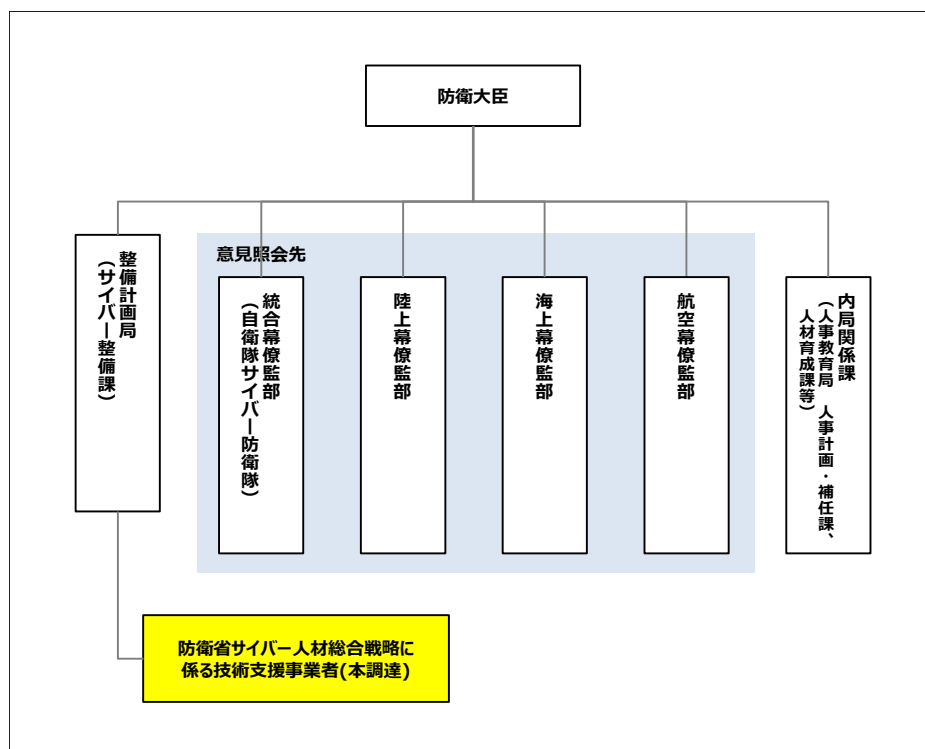 防衛大臣
整備計画局
（サイバー整備課）
意見照会先
統合幕僚監部
（自衛隊サイバー防衛隊）
陸上幕僚監部
海上幕僚監部
航空幕僚監部
内局関係課
（人事教育局　人事計画・補任課、
人材育成課等）
防衛省サイバー人材総合戦略に
係る技術支援事業者(本調達)